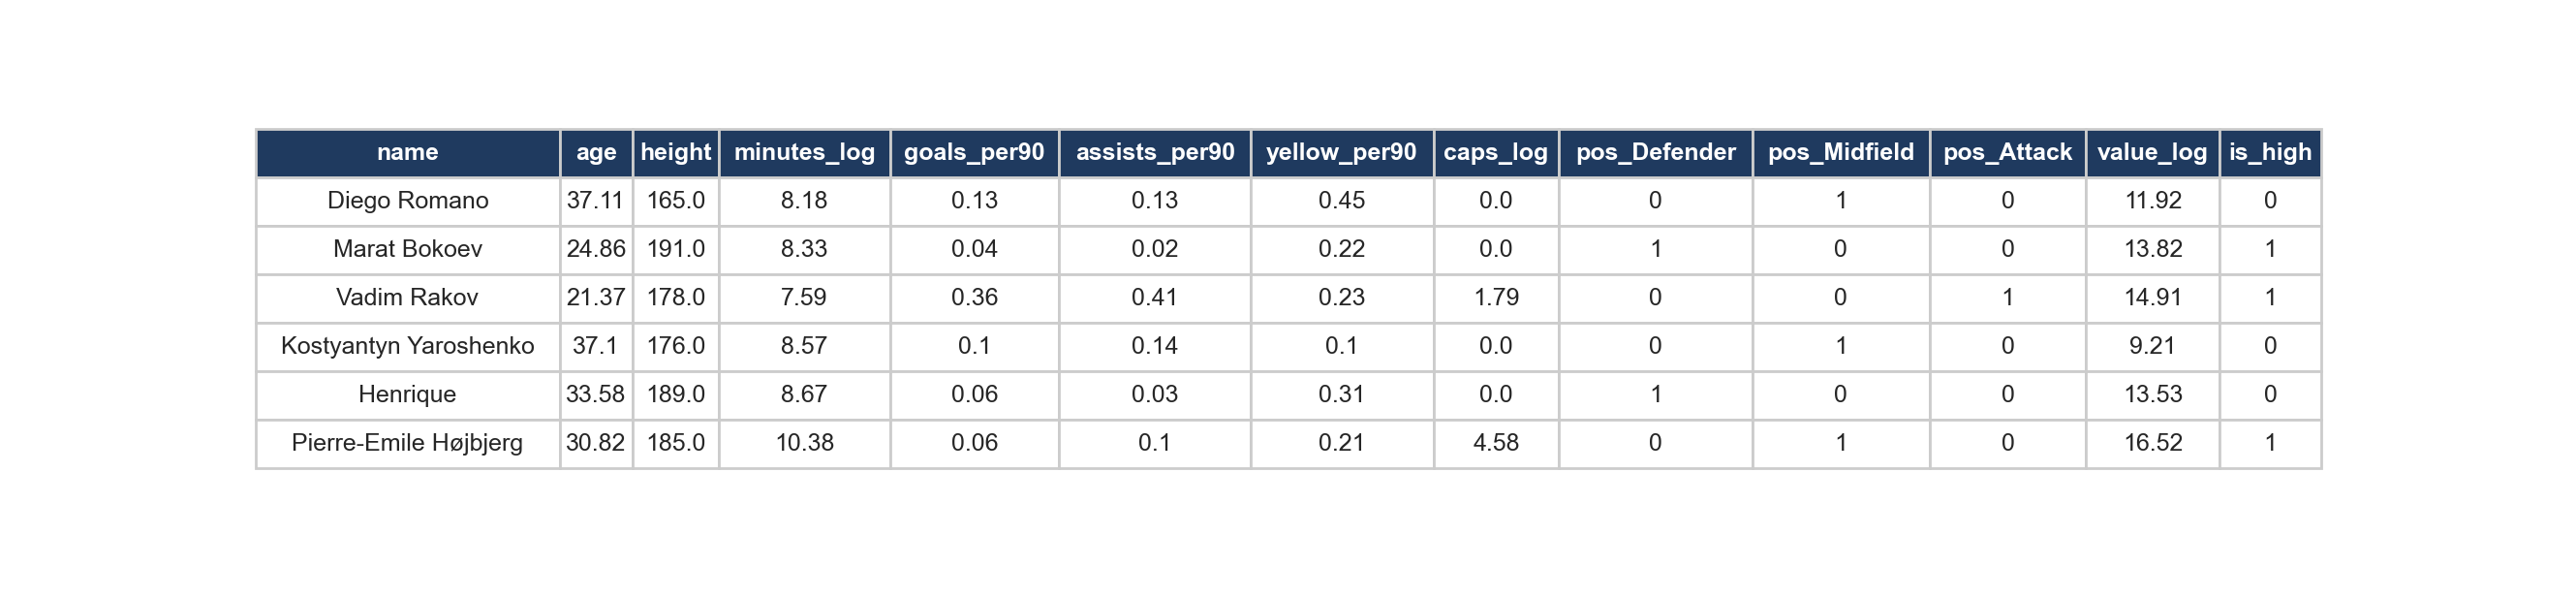 name age height minutes_log goals_per90 assists_per90 yellow_per90 caps_log pos_Defender pos_Midfield pos_Attack value_log is_high
Diego Romano 37.11 165.0 8.18 0.13 0.13 0.45 0.0 0 1 0 11.92 0
Marat Bokoev 24.86 191.0 8.33 0.04 0.02 0.22 0.0 1 0 0 13.82 1
Vadim Rakov 21.37 178.0 7.59 0.36 0.41 0.23 1.79 0 0 1 14.91 1
Kostyantyn Yaroshenko 37.1 176.0 8.57 0.1 0.14 0.1 0.0 0 1 0 9.21 0
Henrique 33.58 189.0 8.67 0.06 0.03 0.31 0.0 1 0 0 13.53 0
Pierre-Emile Højbjerg 30.82 185.0 10.38 0.06 0.1 0.21 4.58 0 1 0 16.52 1